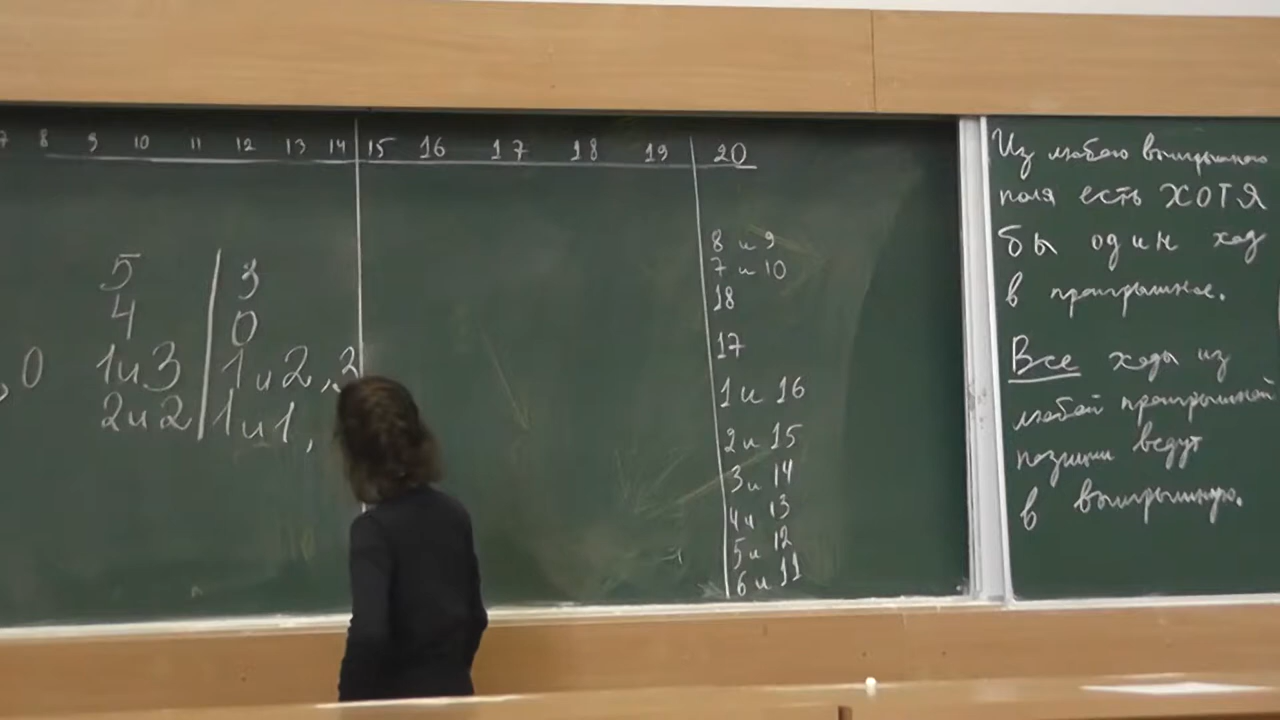 7 8 9 10 11 12 13 14 15 16 17 18 19 20
5 | 3
4 | 0
, 0 1и3 | 1и2, 2
2и2 | 1и1,
8 и 9
7 и 10
18
17
1 и 16
2 и 15
3 и 14
4 и 13
5 и 12
6 и 11
Из любого выигрышного
поля есть ХОТЯ
бы один ход
в проигрышное.
Все ходы из
любой проигрышной
позиции ведут
в выигрышную.